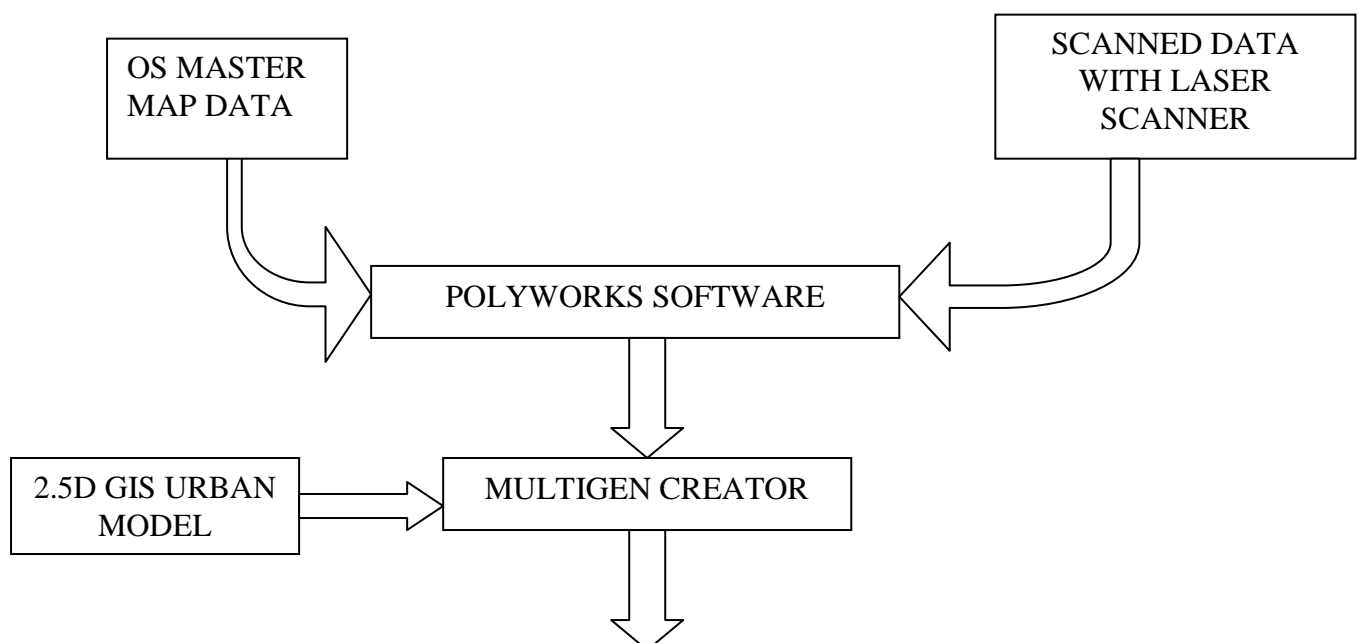 OS MASTER
MAP DATA
SCANNED DATA
WITH LASER
SCANNER
POLYWORKS SOFTWARE
2.5D GIS URBAN
MODEL
MULTIGEN CREATOR